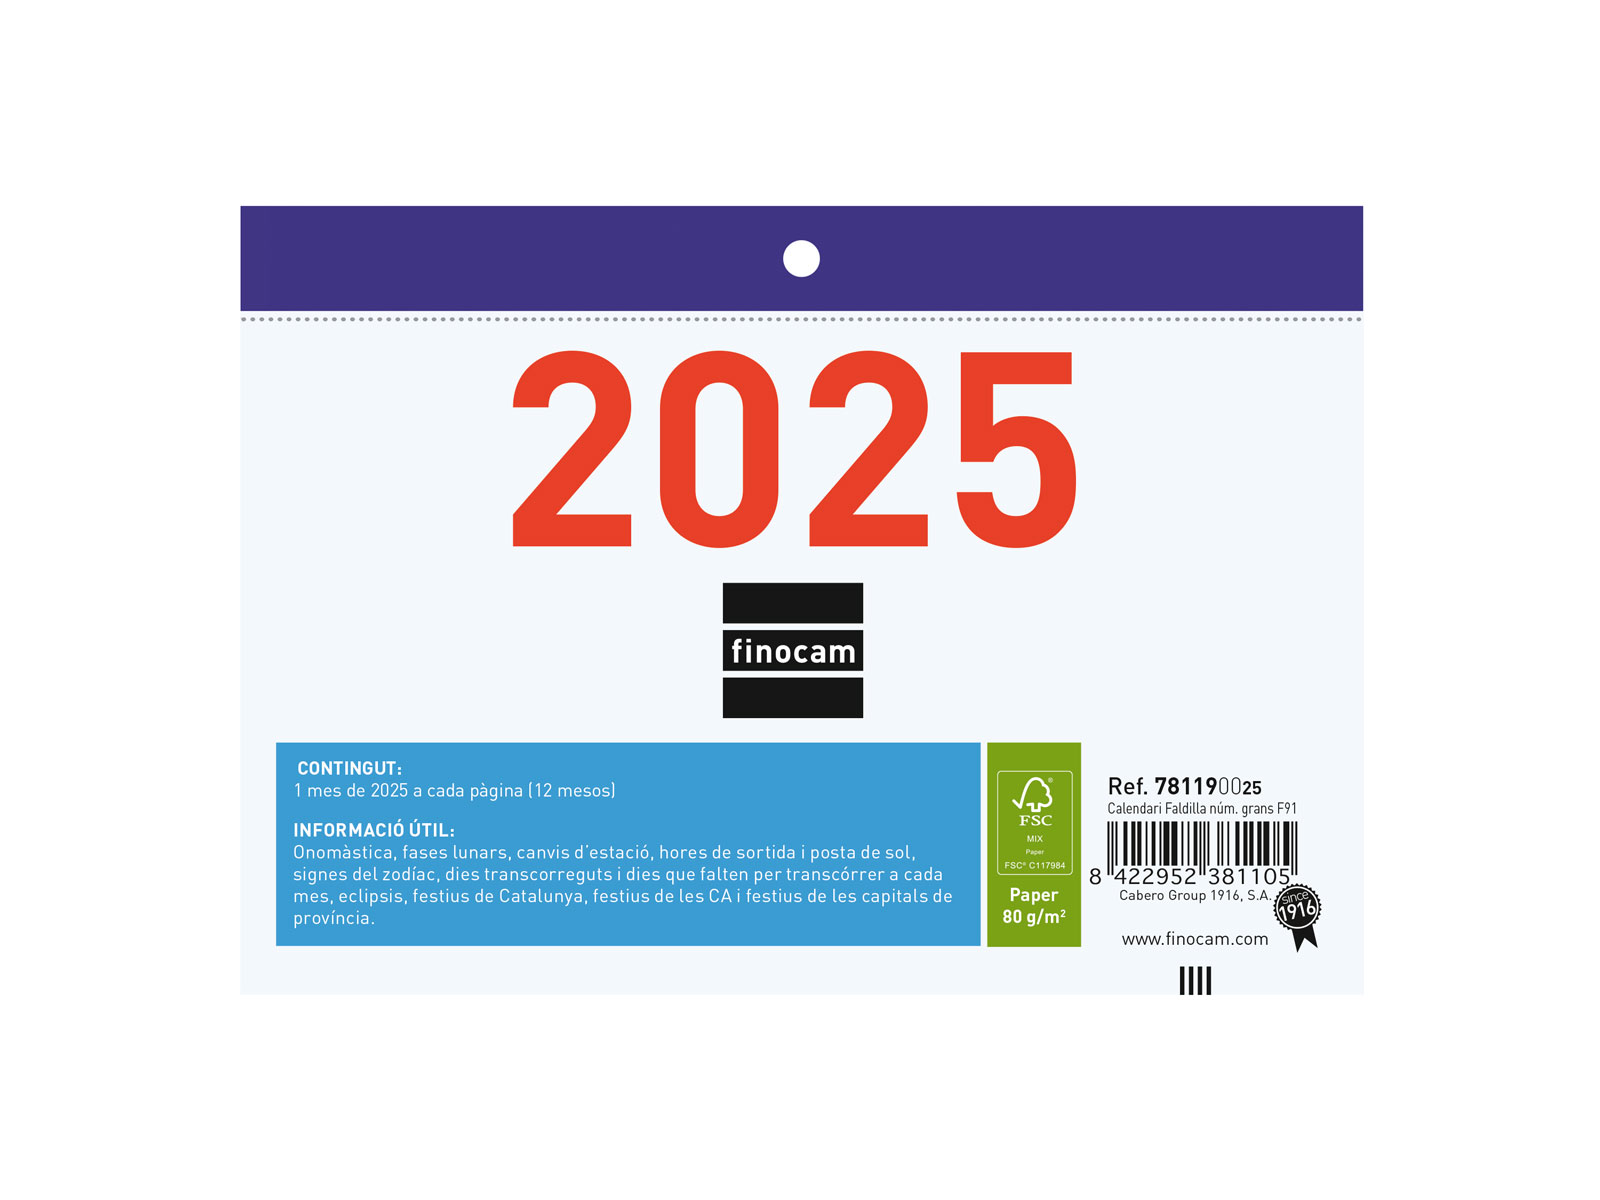 2025
finocam
CONTINGUT:
1 mes de 2025 a cada pàgina (12 mesos)
INFORMACIÓ ÚTIL:
Onomàstica, fases lunars, canvis d'estació, hores de sortida i posta de sol,
signes del zodíac, dies transcorreguts i dies que falten per transcórrer a cada
mes, eclipsis, festius de Catalunya, festius de les CA i festius de les capitals de
província.
FSC®
MIX
Paper
FSC® C117984
Paper
80 g/m²
Ref. 781190025
Calendari Faldilla núm. grans F91
8 422952 381105
Cabero Group 1916, S.A.
since
1916
www.finocam.com